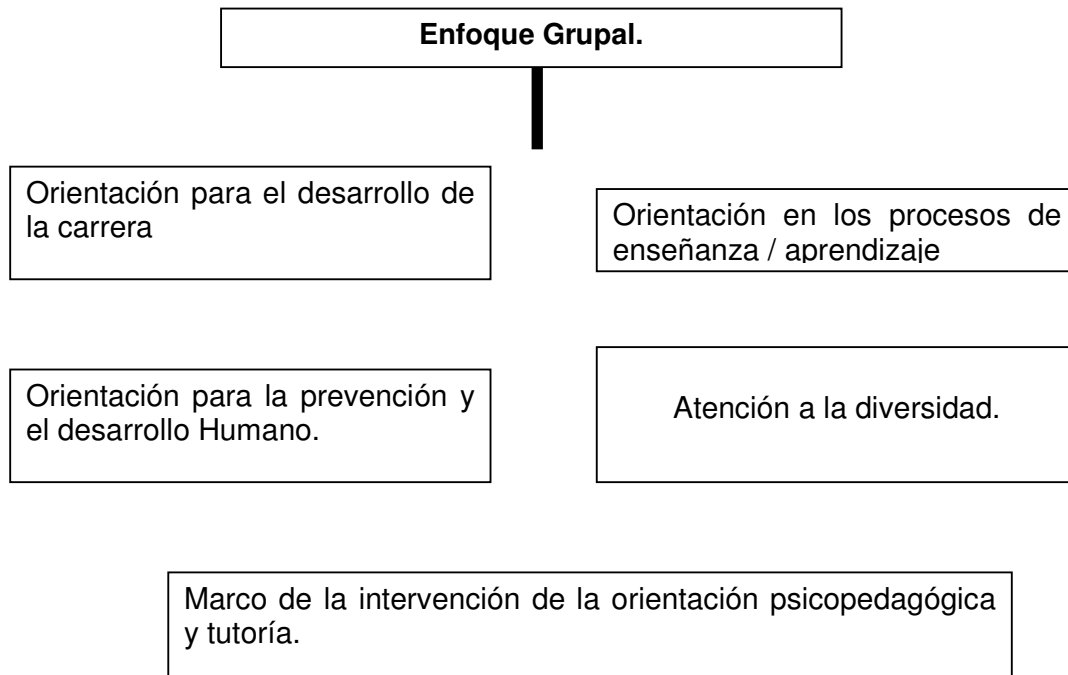 Enfoque Grupal.
Orientación para el desarrollo de
la carrera
Orientación en los procesos de
enseñanza / aprendizaje
Orientación para la prevención y
el desarrollo Humano.
Atención a la diversidad.
Marco de la intervención de la orientación psicopedagógica
y tutoría.